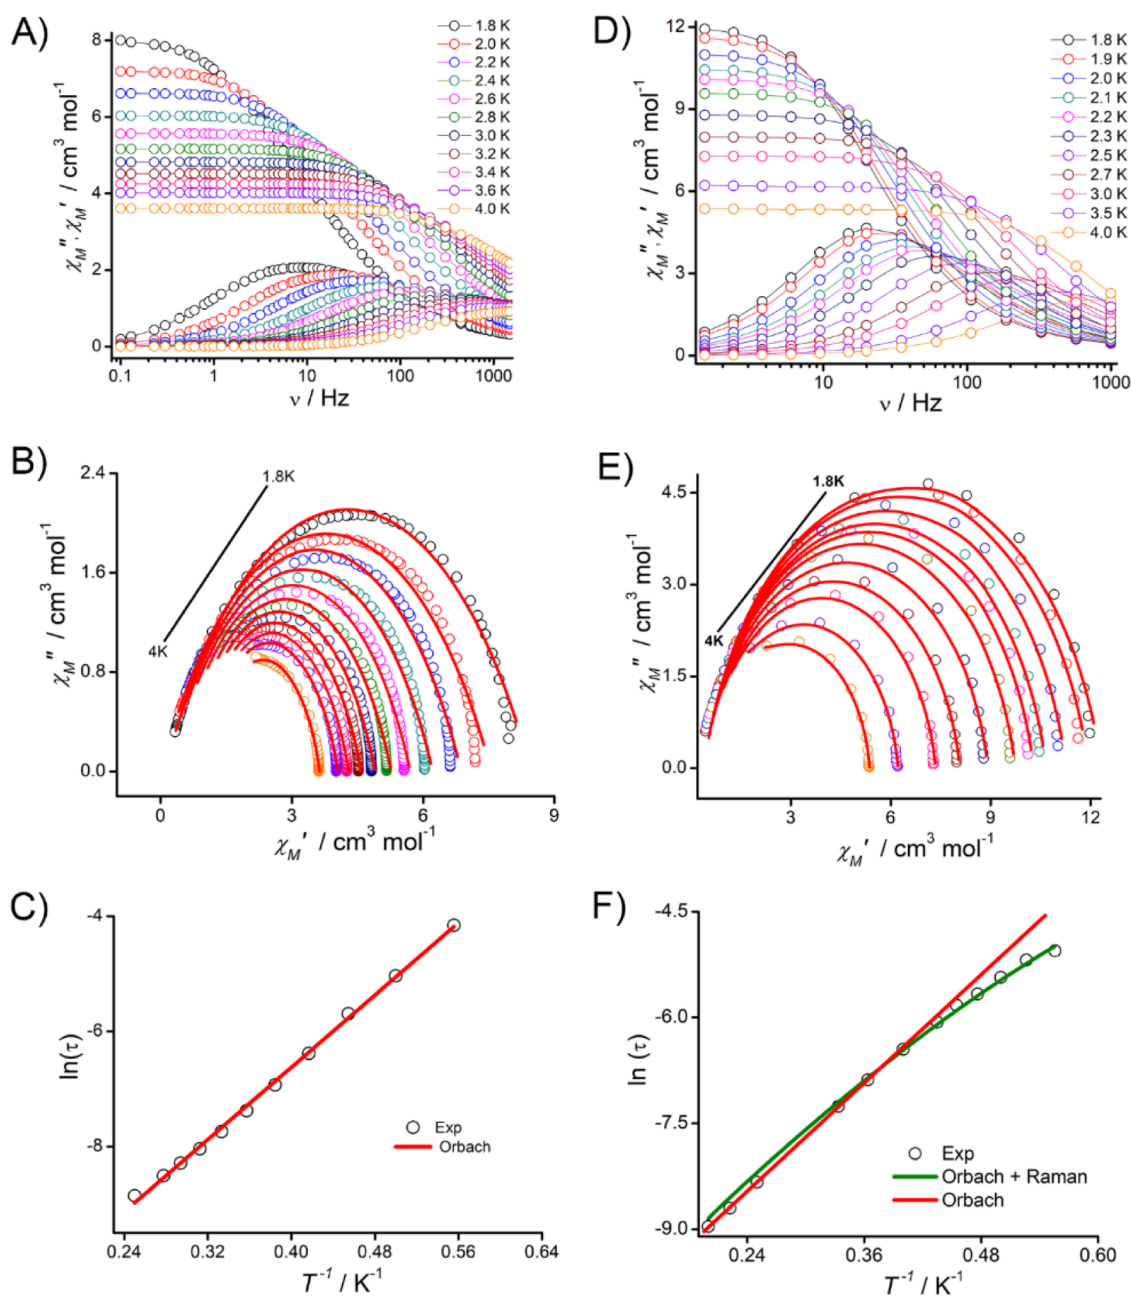 A)
χM'', χM' / cm3 mol-1
8
6
4
2
0
0.1 1 10 100 1000
ν / Hz
1.8 K
2.0 K
2.2 K
2.4 K
2.6 K
2.8 K
3.0 K
3.2 K
3.4 K
3.6 K
4.0 K
D)
χM'', χM' / cm3 mol-1
12
9
6
3
0
10 100 1000
ν / Hz
1.8 K
1.9 K
2.0 K
2.1 K
2.2 K
2.3 K
2.5 K
2.7 K
3.0 K
3.5 K
4.0 K
B)
χM'' / cm3 mol-1
2.4
1.6
0.8
0.0
1.8K
4K
0 3 6 9
χM' / cm3 mol-1
E)
χM'' / cm3 mol-1
4.5
3.0
1.5
0.0
1.8K
4K
3 6 9 12
χM' / cm3 mol-1
C)
ln(τ)
-4
-6
-8
Exp
Orbach
0.24 0.32 0.40 0.48 0.56 0.64
T-1 / K-1
F)
ln (τ)
-4.5
-6.0
-7.5
-9.0
Exp
Orbach + Raman
Orbach
0.24 0.36 0.48 0.60
T-1 / K-1